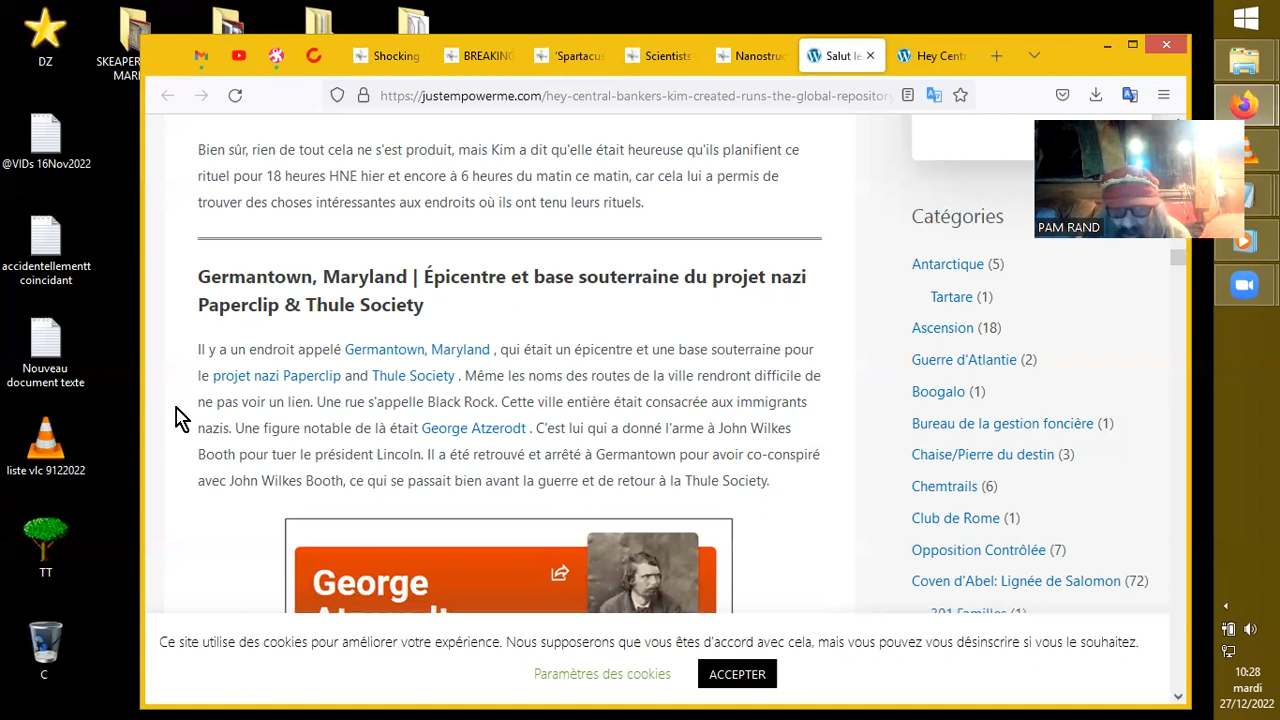 DZ
SKEAPER
MARI
@VIDs 16Nov2022
accidentellementt
coincidant
Nouveau
document texte
liste vlc 9122022
TT
C
Shocking
BREAKING
'Spartacus
Scientists
Nanostruc
Salut le
Hey Centr
https://justempowerme.com/hey-central-bankers-kim-created-runs-the-global-repository
Bien sûr, rien de tout cela ne s'est produit, mais Kim a dit qu'elle était heureuse qu'ils planifient ce
rituel pour 18 heures HNE hier et encore à 6 heures du matin ce matin, car cela lui a permis de
trouver des choses intéressantes aux endroits où ils ont tenu leurs rituels.
Germantown, Maryland | Épicentre et base souterraine du projet nazi
Paperclip & Thule Society
Il y a un endroit appelé Germantown, Maryland , qui était un épicentre et une base souterraine pour
le projet nazi Paperclip and Thule Society . Même les noms des routes de la ville rendront difficile de
ne pas voir un lien. Une rue s'appelle Black Rock. Cette ville entière était consacrée aux immigrants
nazis. Une figure notable de là était George Atzerodt . C'est lui qui a donné l'arme à John Wilkes
Booth pour tuer le président Lincoln. Il a été retrouvé et arrêté à Germantown pour avoir co-conspiré
avec John Wilkes Booth, ce qui se passait bien avant la guerre et de retour à la Thule Society.
George
Atzerodt
PAM RAND
Catégories
Antarctique (5)
Tartare (1)
Ascension (18)
Guerre d'Atlantie (2)
Boogalo (1)
Bureau de la gestion foncière (1)
Chaise/Pierre du destin (3)
Chemtrails (6)
Club de Rome (1)
Opposition Contrôlée (7)
Coven d'Abel: Lignée de Salomon (72)
Ce site utilise des cookies pour améliorer votre expérience. Nous supposerons que vous êtes d'accord avec cela, mais vous pouvez vous désinscrire si vous le souhaitez.
Paramètres des cookies
ACCEPTER
10:28
mardi
27/12/2022